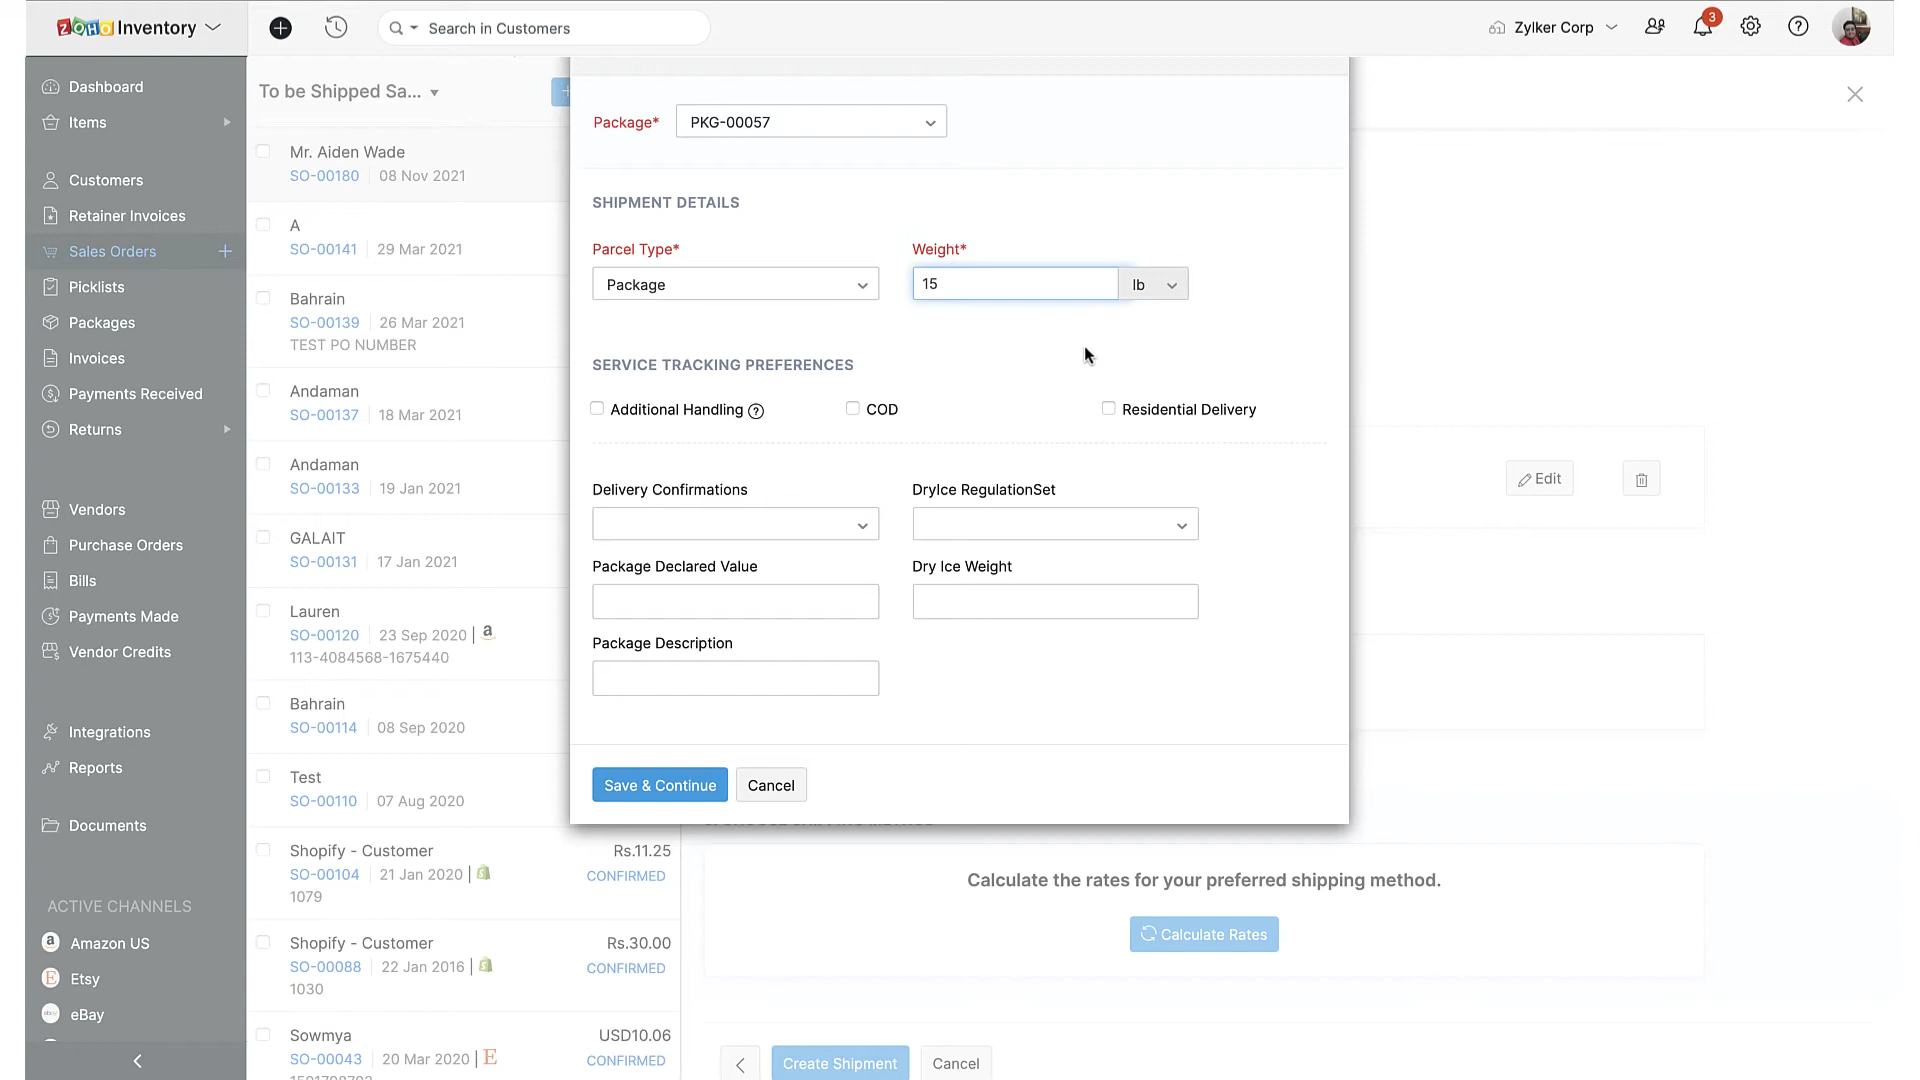 ZOHO Inventory
Search in Customers
Zylker Corp
3
Dashboard
Items
Customers
Retainer Invoices
Sales Orders
Picklists
Packages
Invoices
Payments Received
Returns
Vendors
Purchase Orders
Bills
Payments Made
Vendor Credits
Integrations
Reports
Documents
ACTIVE CHANNELS
Amazon US
Etsy
eBay
To be Shipped Sa...
Mr. Aiden Wade
SO-00180 08 Nov 2021
A
SO-00141 29 Mar 2021
Bahrain
SO-00139 26 Mar 2021
TEST PO NUMBER
Andaman
SO-00137 18 Mar 2021
Andaman
SO-00133 19 Jan 2021
GALAIT
SO-00131 17 Jan 2021
Lauren
SO-00120 23 Sep 2020
113-4084568-1675440
Bahrain
SO-00114 08 Sep 2020
Test
SO-00110 07 Aug 2020
Shopify - Customer Rs.11.25
SO-00104 21 Jan 2020 CONFIRMED
1079
Shopify - Customer Rs.30.00
SO-00088 22 Jan 2016 CONFIRMED
1030
Sowmya USD10.06
SO-00043 20 Mar 2020 CONFIRMED
Package* PKG-00057
SHIPMENT DETAILS
Parcel Type* Weight*
Package 15 lb
SERVICE TRACKING PREFERENCES
Additional Handling COD Residential Delivery
Delivery Confirmations DryIce RegulationSet
Package Declared Value Dry Ice Weight
Package Description
Save & Continue Cancel
Edit
Calculate the rates for your preferred shipping method.
Calculate Rates
Create Shipment Cancel